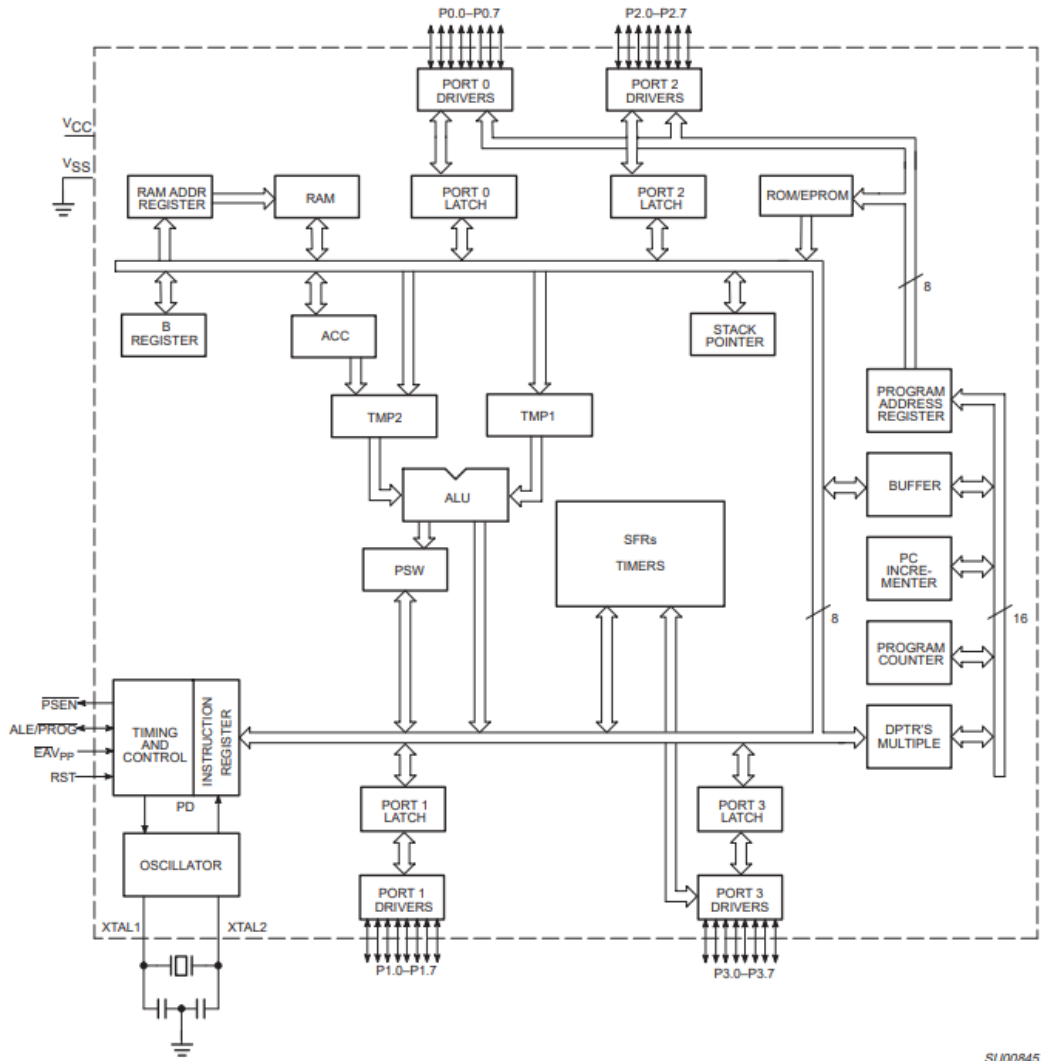 P0.0–P0.7
P2.0–P2.7
PORT 0
DRIVERS
PORT 2
DRIVERS
VCC
VSS
RAM ADDR
REGISTER
RAM
PORT 0
LATCH
PORT 2
LATCH
ROM/EPROM
8
B
REGISTER
ACC
STACK
POINTER
PROGRAM
ADDRESS
REGISTER
TMP2
TMP1
ALU
BUFFER
SFRs
TIMERS
PSW
PC
INCRE-
MENTER
8
16
PROGRAM
COUNTER
PSEN
ALE/PROG
EAVPP
RST
TIMING
AND
CONTROL
INSTRUCTION
REGISTER
DPTR'S
MULTIPLE
PD
PORT 1
LATCH
PORT 3
LATCH
OSCILLATOR
PORT 1
DRIVERS
PORT 3
DRIVERS
XTAL1
XTAL2
P1.0–P1.7
P3.0–P3.7
SU00845